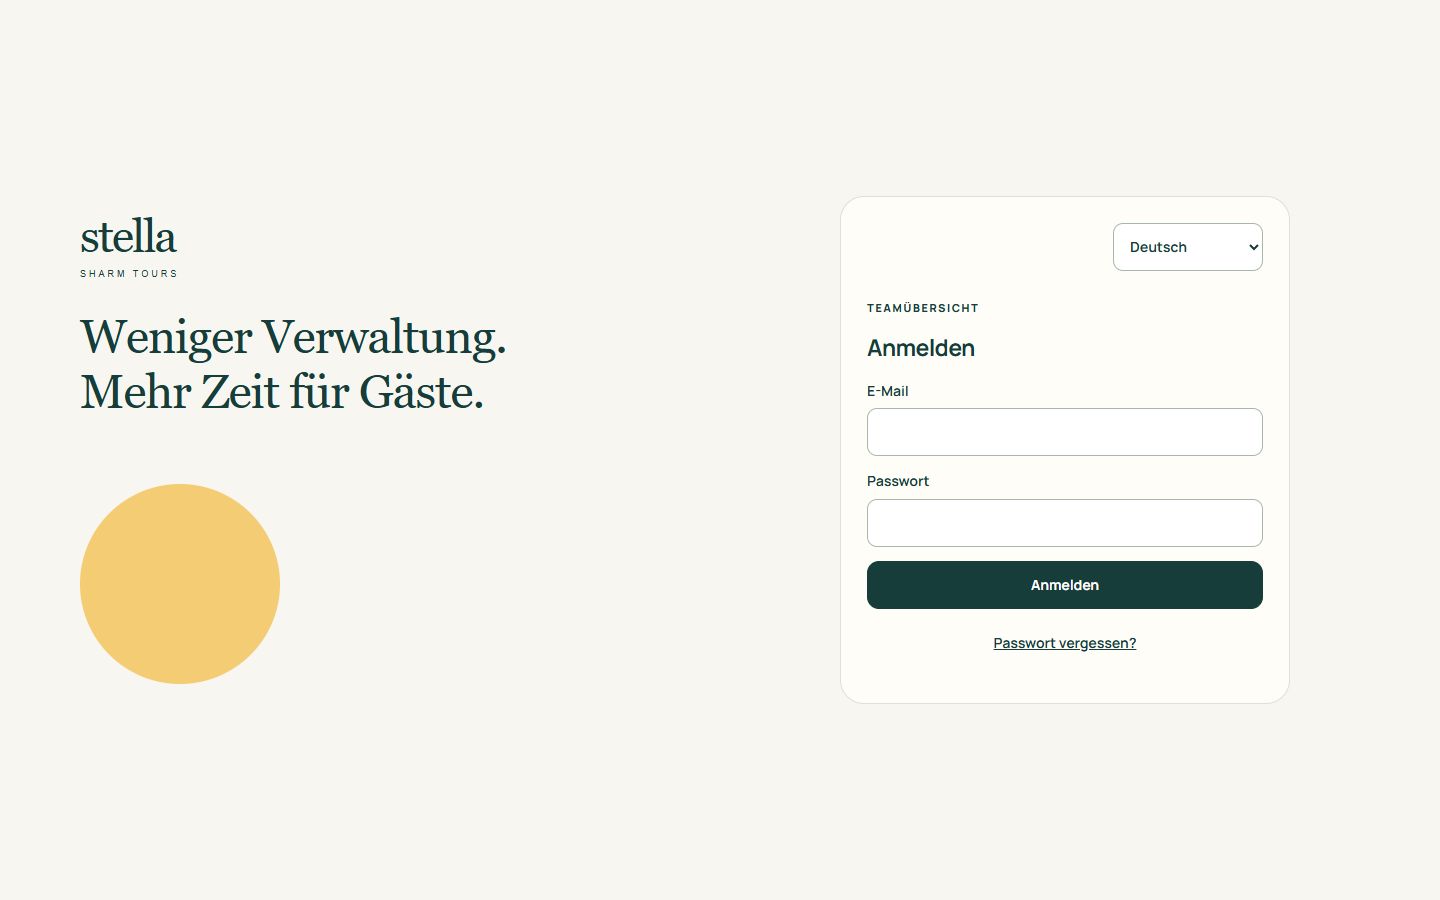 stella
SHARM TOURS
Weniger Verwaltung.
Mehr Zeit für Gäste.
Deutsch
TEAMÜBERSICHT
Anmelden
E-Mail
Passwort
Anmelden
Passwort vergessen?